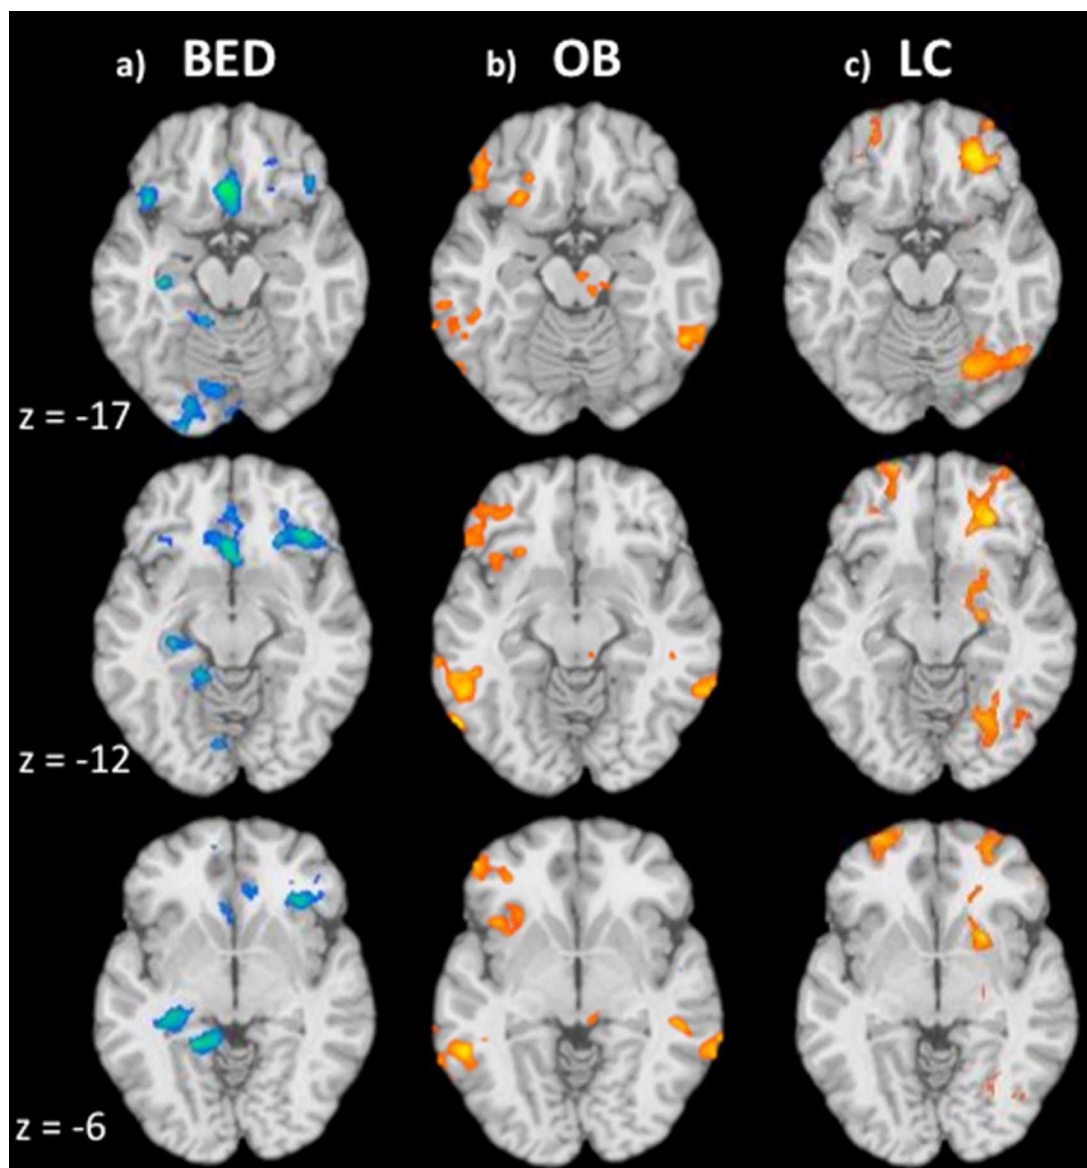 a) BED b) OB c) LC
z = -17
z = -12
z = -6